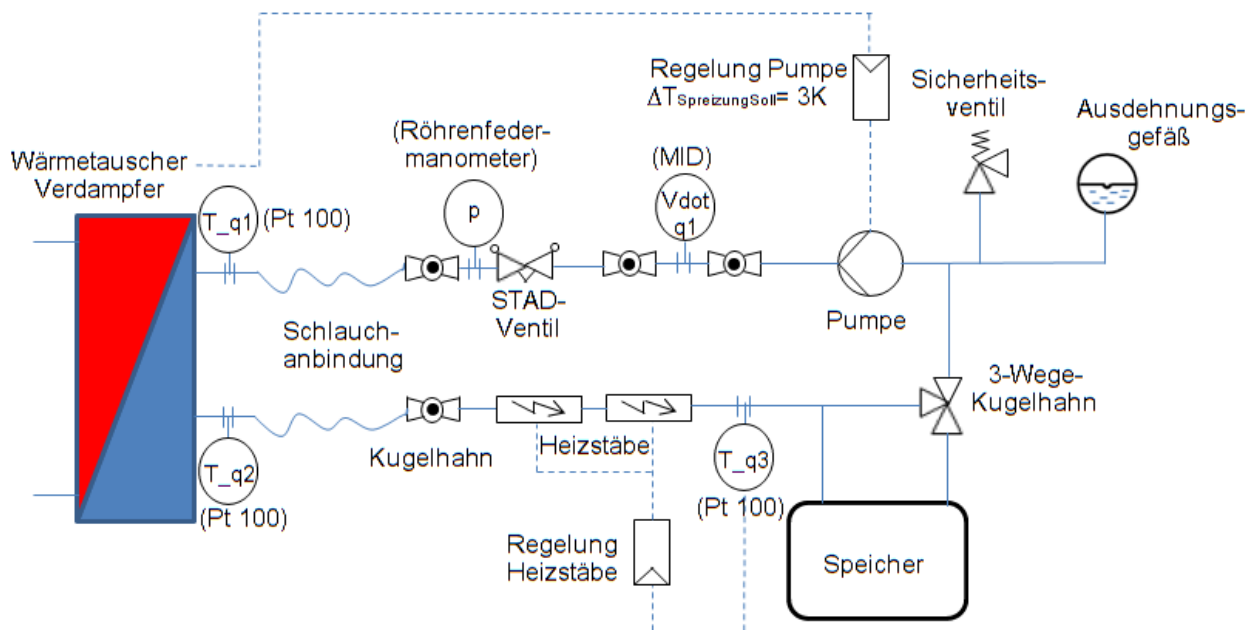 Regelung Pumpe
ΔTSpreizungSoll= 3K
Sicherheits-
ventil
Ausdehnungs-
gefäß
(Röhrenfeder-
manometer)
(MID)
Wärmetauscher
Verdampfer
T_q1
(Pt 100)
p
Vdot
q1
STAD-
Ventil
Pumpe
Schlauch-
anbindung
3-Wege-
Kugelhahn
Kugelhahn
Heizstäbe
T_q2
(Pt 100)
T_q3
(Pt 100)
Regelung
Heizstäbe
Speicher